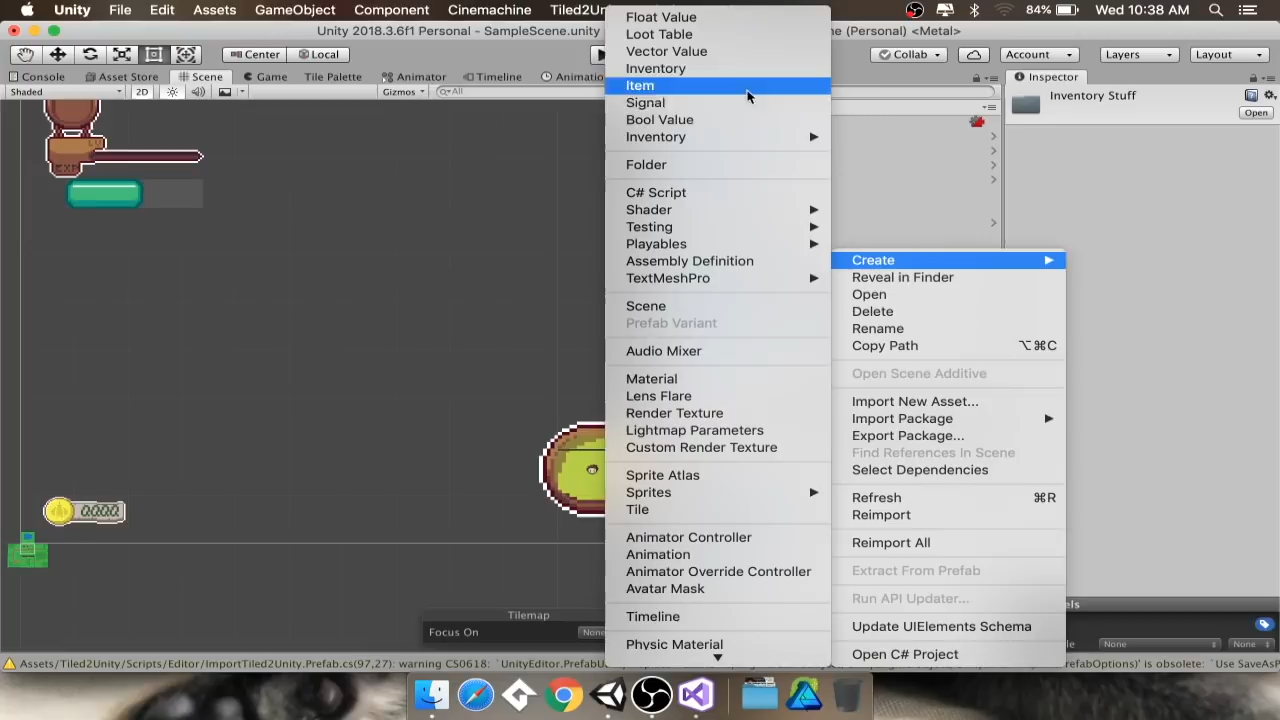 Unity File Edit Assets GameObject Component Cinemachine Tiled2U 84% Wed 10:38 AM
Unity 2018.3.6f1 Personal - SampleScene.unity
(Personal) <Metal>
Center Local
Collab Account Layers Layout
Console Asset Store Scene Game Tile Palette Animator Timeline Animatio
Inspector
Shaded 2D Gizmos All
Inventory Stuff
Open
Float Value
Loot Table
Vector Value
Inventory
Item
Signal
Bool Value
Inventory
Folder
C# Script
Shader
Testing
Playables
Assembly Definition
TextMeshPro
Scene
Prefab Variant
Audio Mixer
Material
Lens Flare
Render Texture
Lightmap Parameters
Custom Render Texture
Sprite Atlas
Sprites
Tile
Animator Controller
Animation
Animator Override Controller
Avatar Mask
Timeline
Physic Material
Create
Reveal in Finder
Open
Delete
Rename
Copy Path ⌥⌘C
Open Scene Additive
Import New Asset...
Import Package
Export Package...
Find References In Scene
Select Dependencies
Refresh ⌘R
Reimport
Reimport All
Extract From Prefab
Run API Updater...
Update UIElements Schema
Open C# Project
EXP
0000
Tilemap
Focus On None
els
None None
Assets/Tiled2Unity/Scripts/Editor/ImportTiled2Unity.Prefab.cs(97,27): warning CS0618: `UnityEditor.PrefabU
refabOptions)' is obsolete: `Use SaveAsP